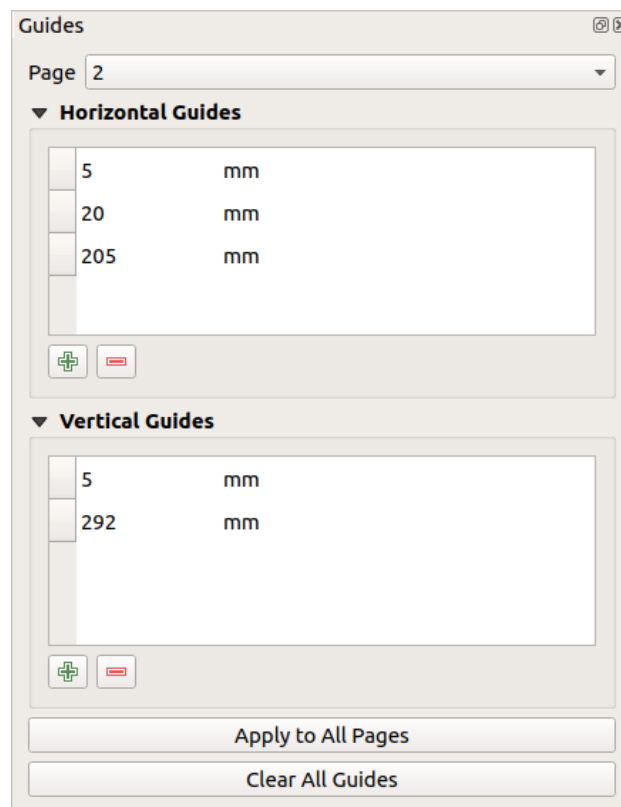 Guides
Page 2
Horizontal Guides
5 mm
20 mm
205 mm
Vertical Guides
5 mm
292 mm
Apply to All Pages
Clear All Guides